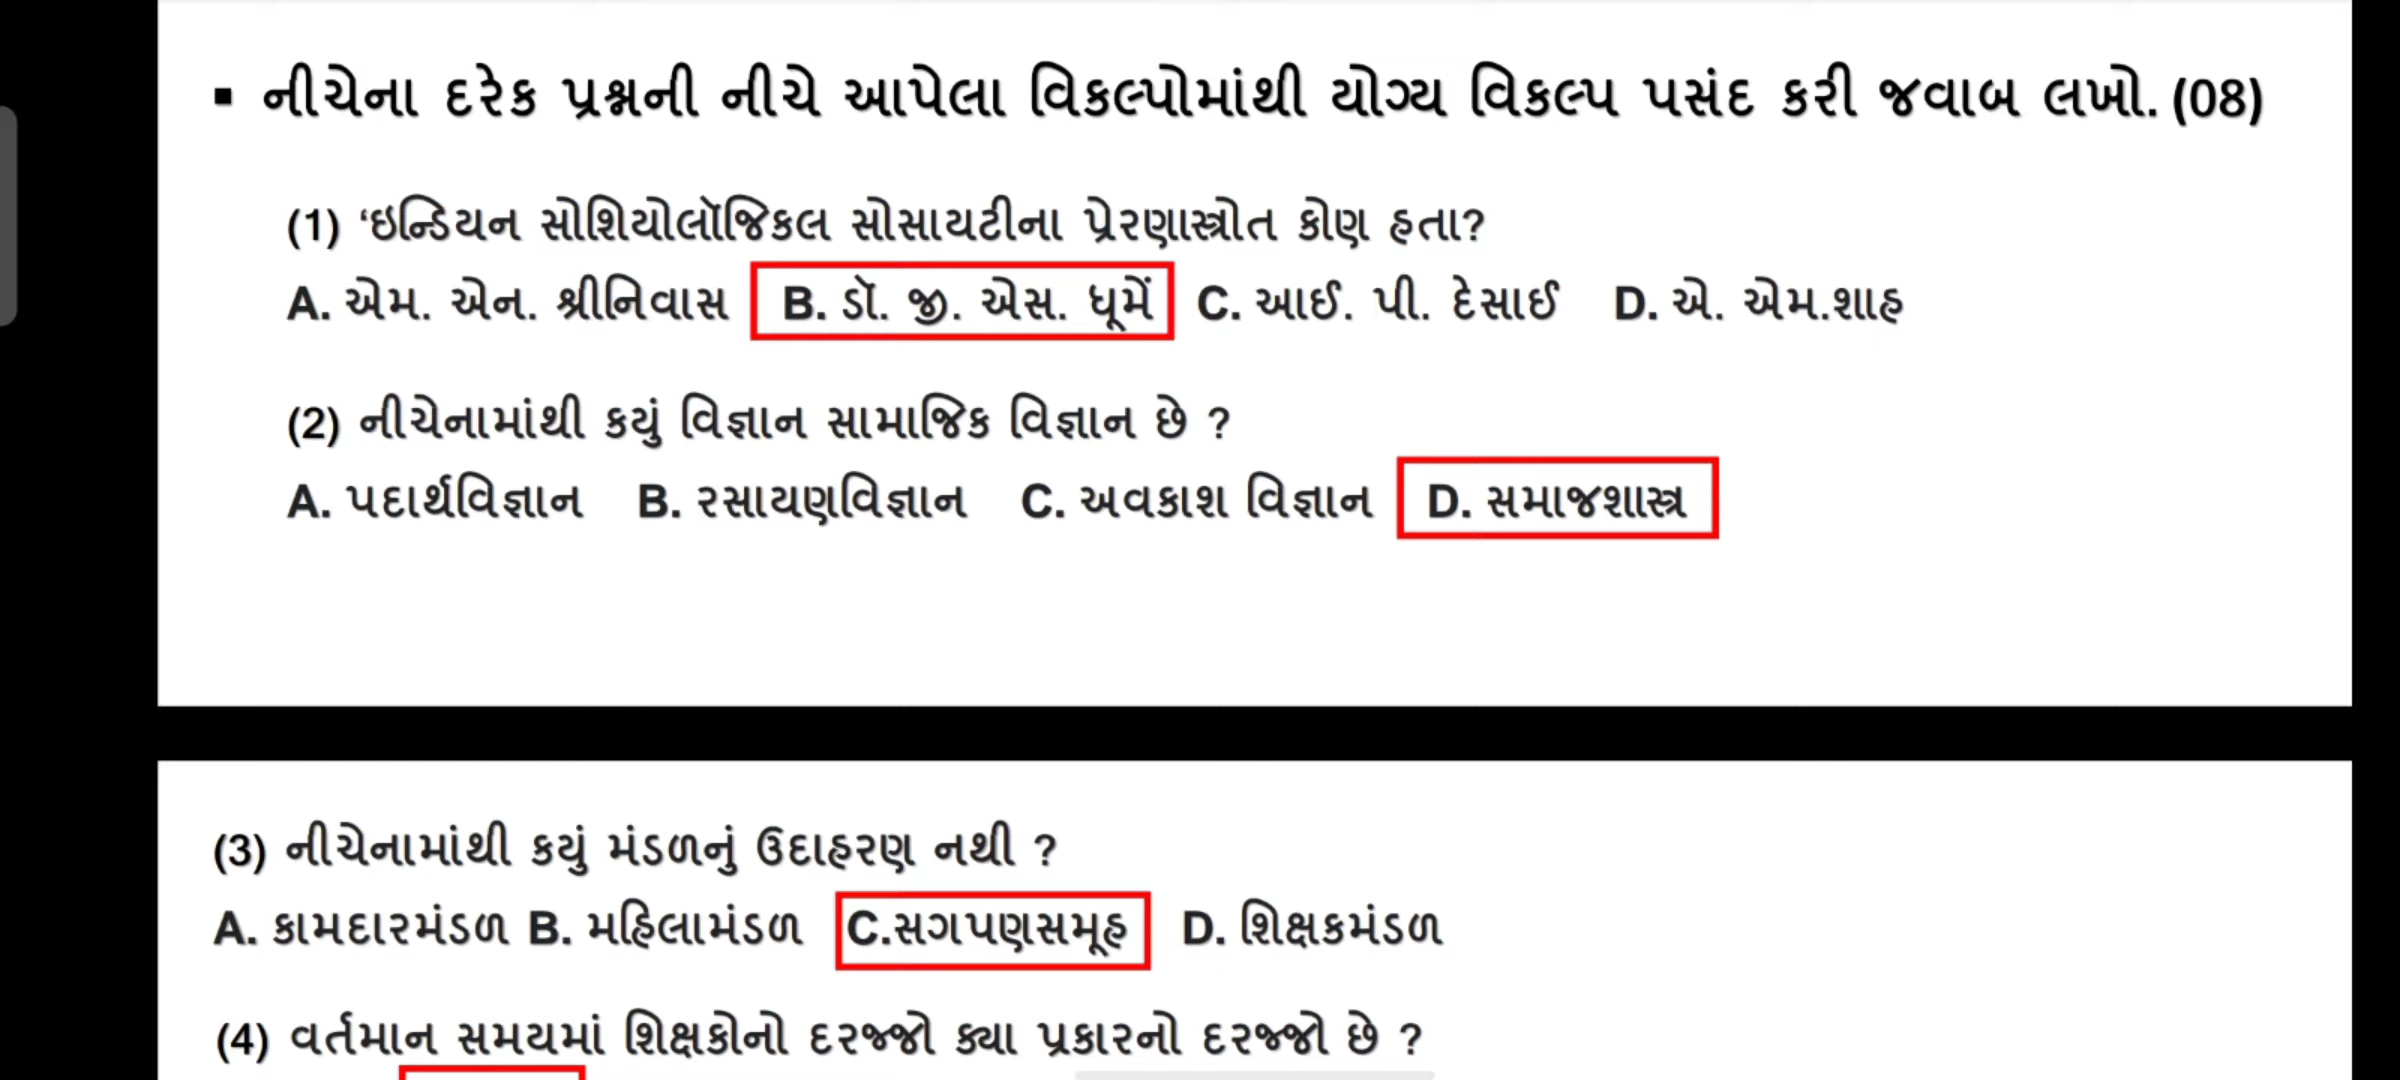 ▪ નીચેના દરેક પ્રશ્નની નીચે આપેલા વિકલ્પોમાંથી યોગ્ય વિકલ્પ પસંદ કરી જવાબ લખો. (08)
(1) ‘ઇન્ડિયન સોશિયોલૉજિકલ સોસાયટીના પ્રેરણાસ્ત્રોત કોણ હતા?
A. એમ. એન. શ્રીનિવાસ B. ડૉ. જી. એસ. ધૂર્મે C. આઈ. પી. દેસાઈ D. એ. એમ.શાહ
(2) નીચેનામાંથી કયું વિજ્ઞાન સામાજિક વિજ્ઞાન છે ?
A. પદાર્થવિજ્ઞાન B. રસાયણવિજ્ઞાન C. અવકાશ વિજ્ઞાન D. સમાજશાસ્ત્ર
(3) નીચેનામાંથી કયું મંડળનું ઉદાહરણ નથી ?
A. કામદારમંડળ B. મહિલામંડળ C.સગપણસમૂહ D. શિક્ષકમંડળ
(4) વર્તમાન સમયમાં શિક્ષકોનો દરજ્જો ક્યા પ્રકારનો દરજ્જો છે ?